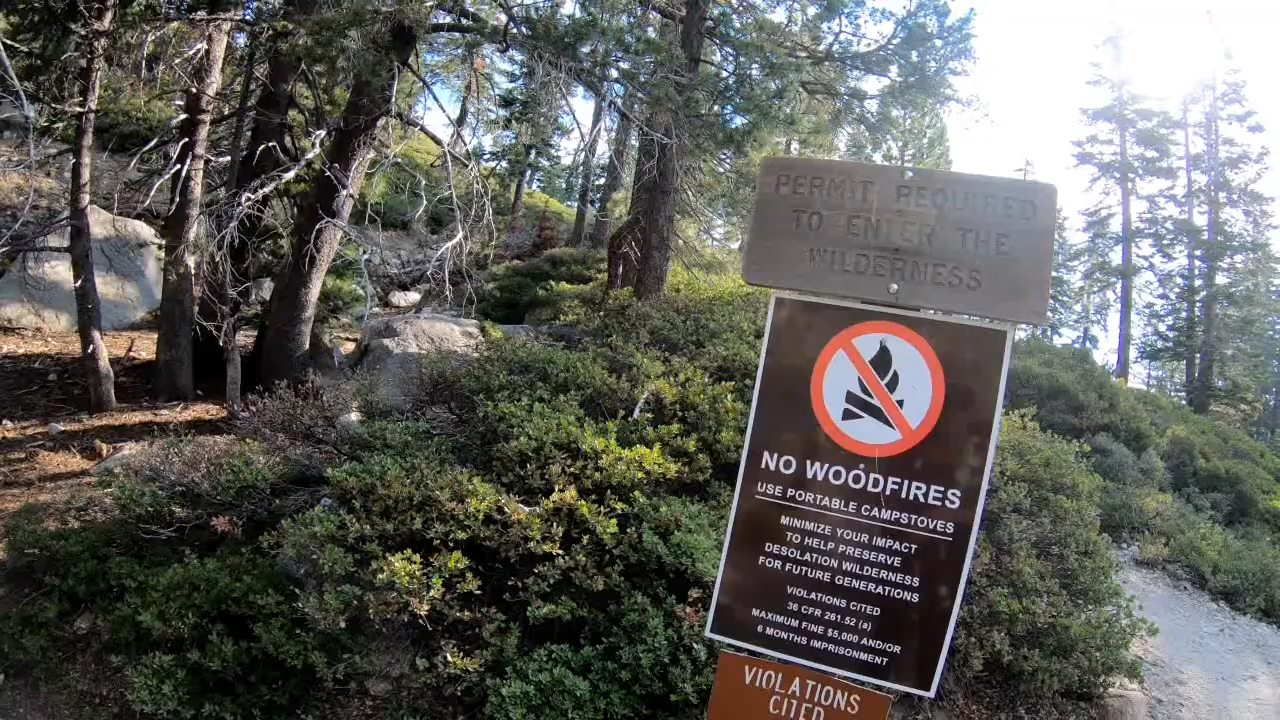 PERMIT REQUIRED
TO ENTER THE
WILDERNESS
NO WOODFIRES
USE PORTABLE CAMPSTOVES
MINIMIZE YOUR IMPACT
TO HELP PRESERVE
DESOLATION WILDERNESS
FOR FUTURE GENERATIONS
VIOLATIONS CITED
36 CFR 261.52 (a)
MAXIMUM FINE $5,000 AND/OR
6 MONTHS IMPRISONMENT
VIOLATIONS
CITED